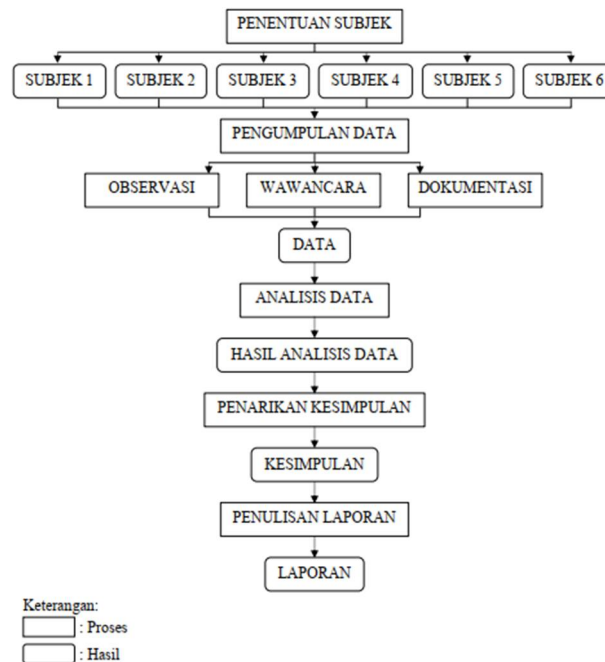 PENENTUAN SUBJEK
SUBJEK 1 SUBJEK 2 SUBJEK 3 SUBJEK 4 SUBJEK 5 SUBJEK 6
PENGUMPULAN DATA
OBSERVASI WAWANCARA DOKUMENTASI
DATA
ANALISIS DATA
HASIL ANALISIS DATA
PENARIKAN KESIMPULAN
KESIMPULAN
PENULISAN LAPORAN
LAPORAN
Keterangan:
: Proses
: Hasil